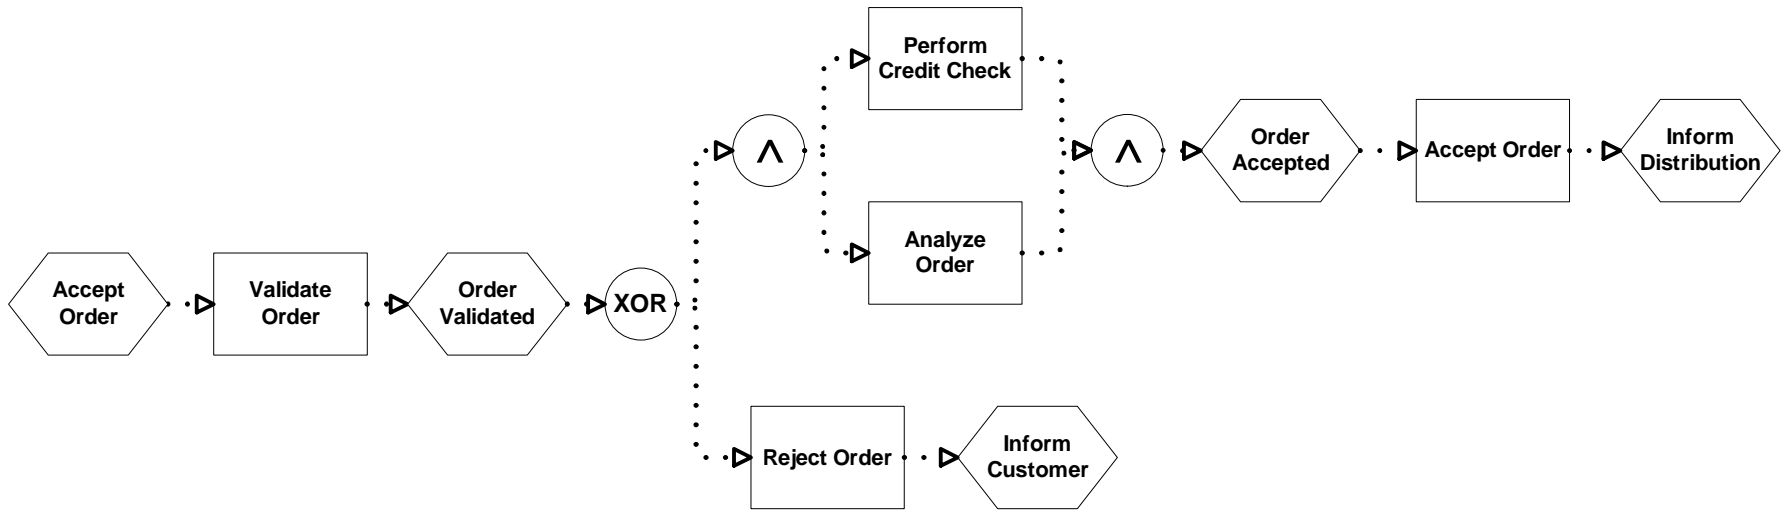 Accept
Order
Validate
Order
Order
Validated
XOR
∧
Perform
Credit Check
Analyze
Order
∧
Order
Accepted
Accept Order
Inform
Distribution
Reject Order
Inform
Customer